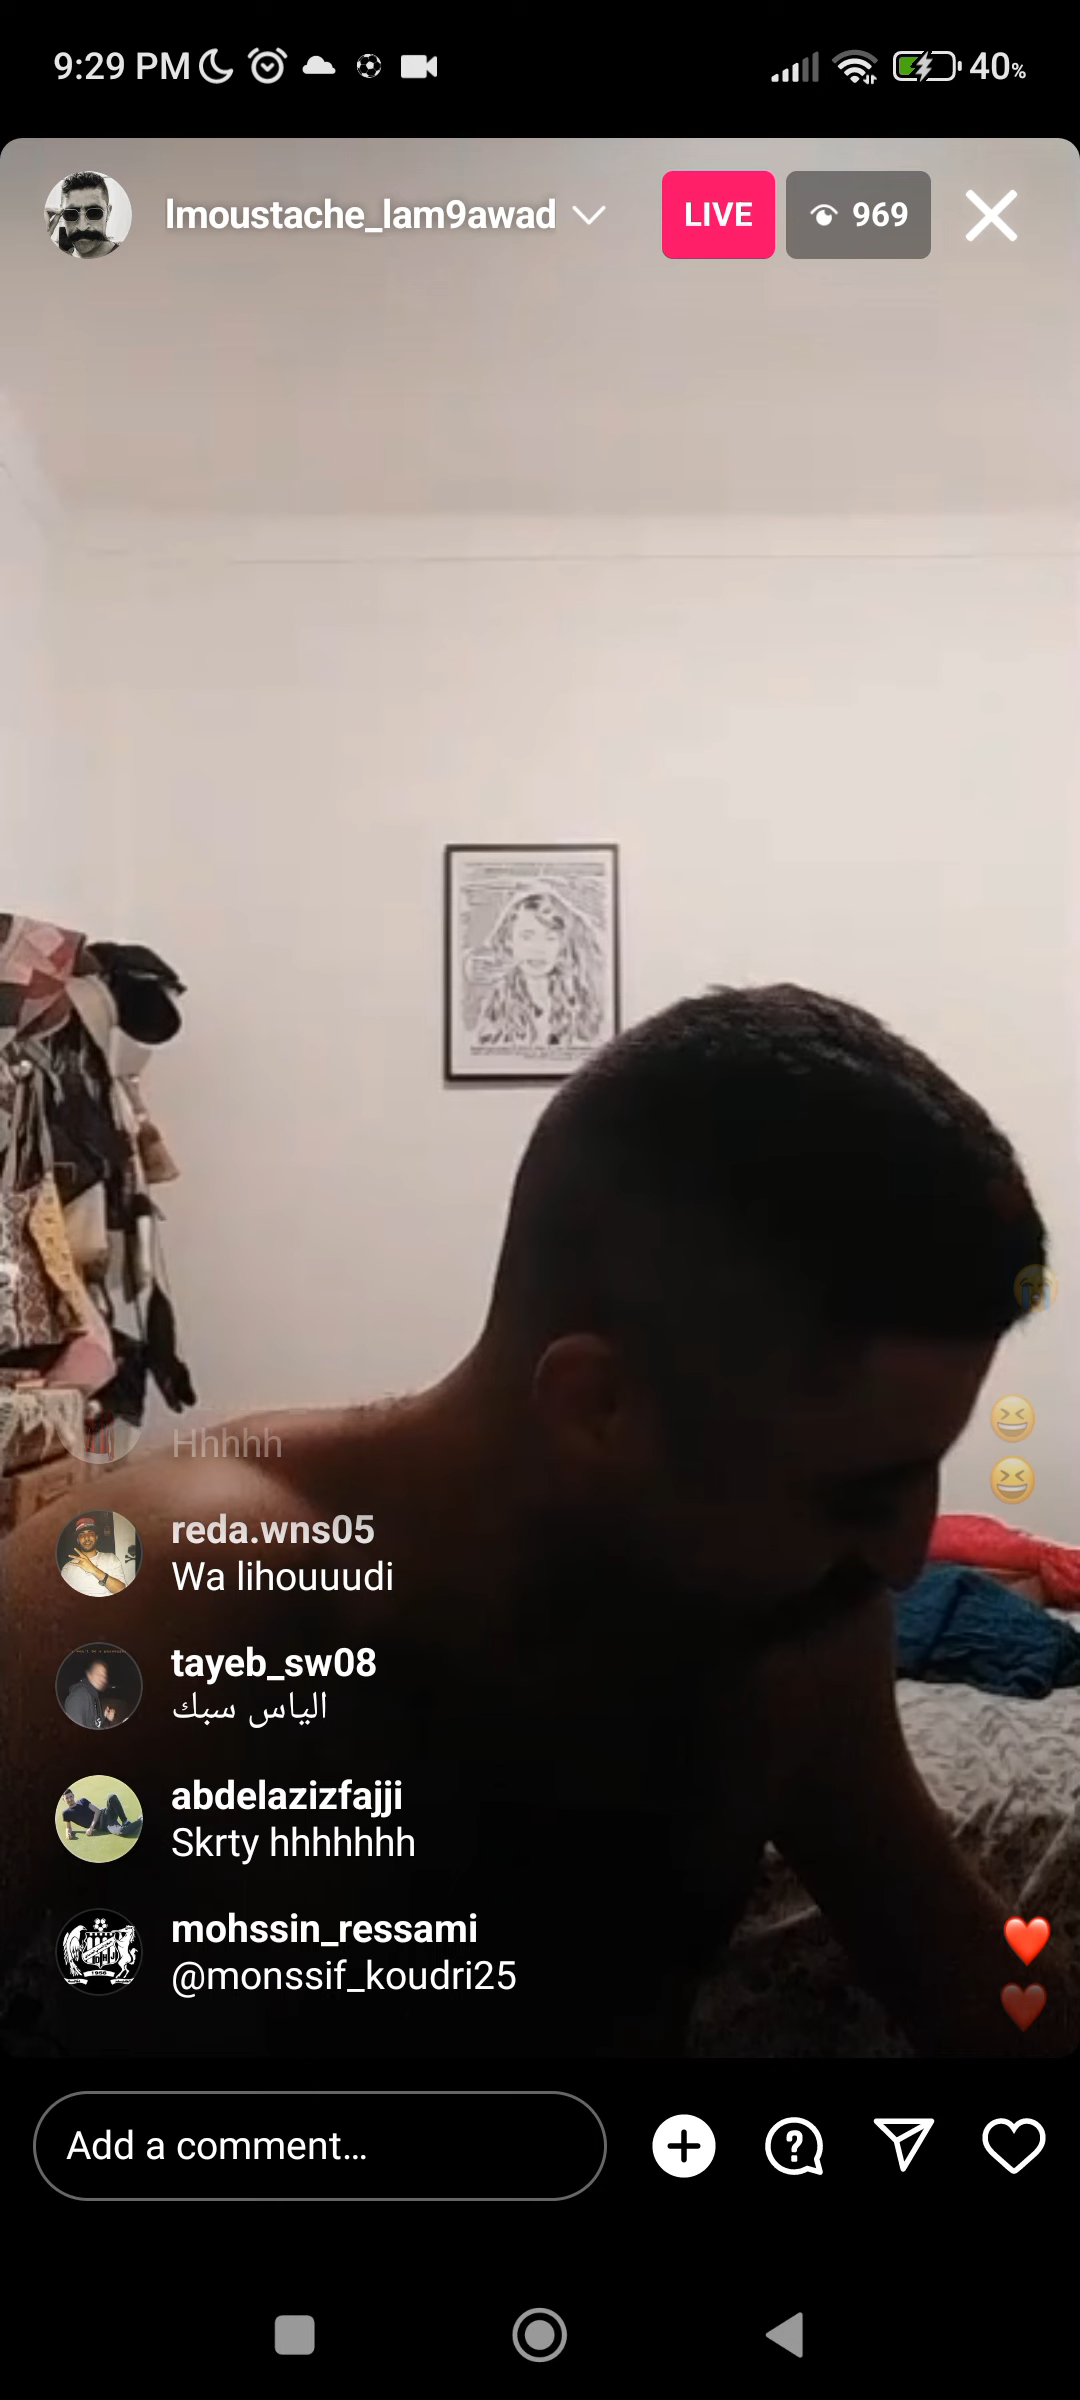 9:29 PM
40%
lmoustache_lam9awad
LIVE
969
Hhhhh
reda.wns05
Wa lihouuudi
tayeb_sw08
الياس سبك
abdelazizfajji
Skrty hhhhhhh
mohssin_ressami
@monssif_koudri25
Add a comment...